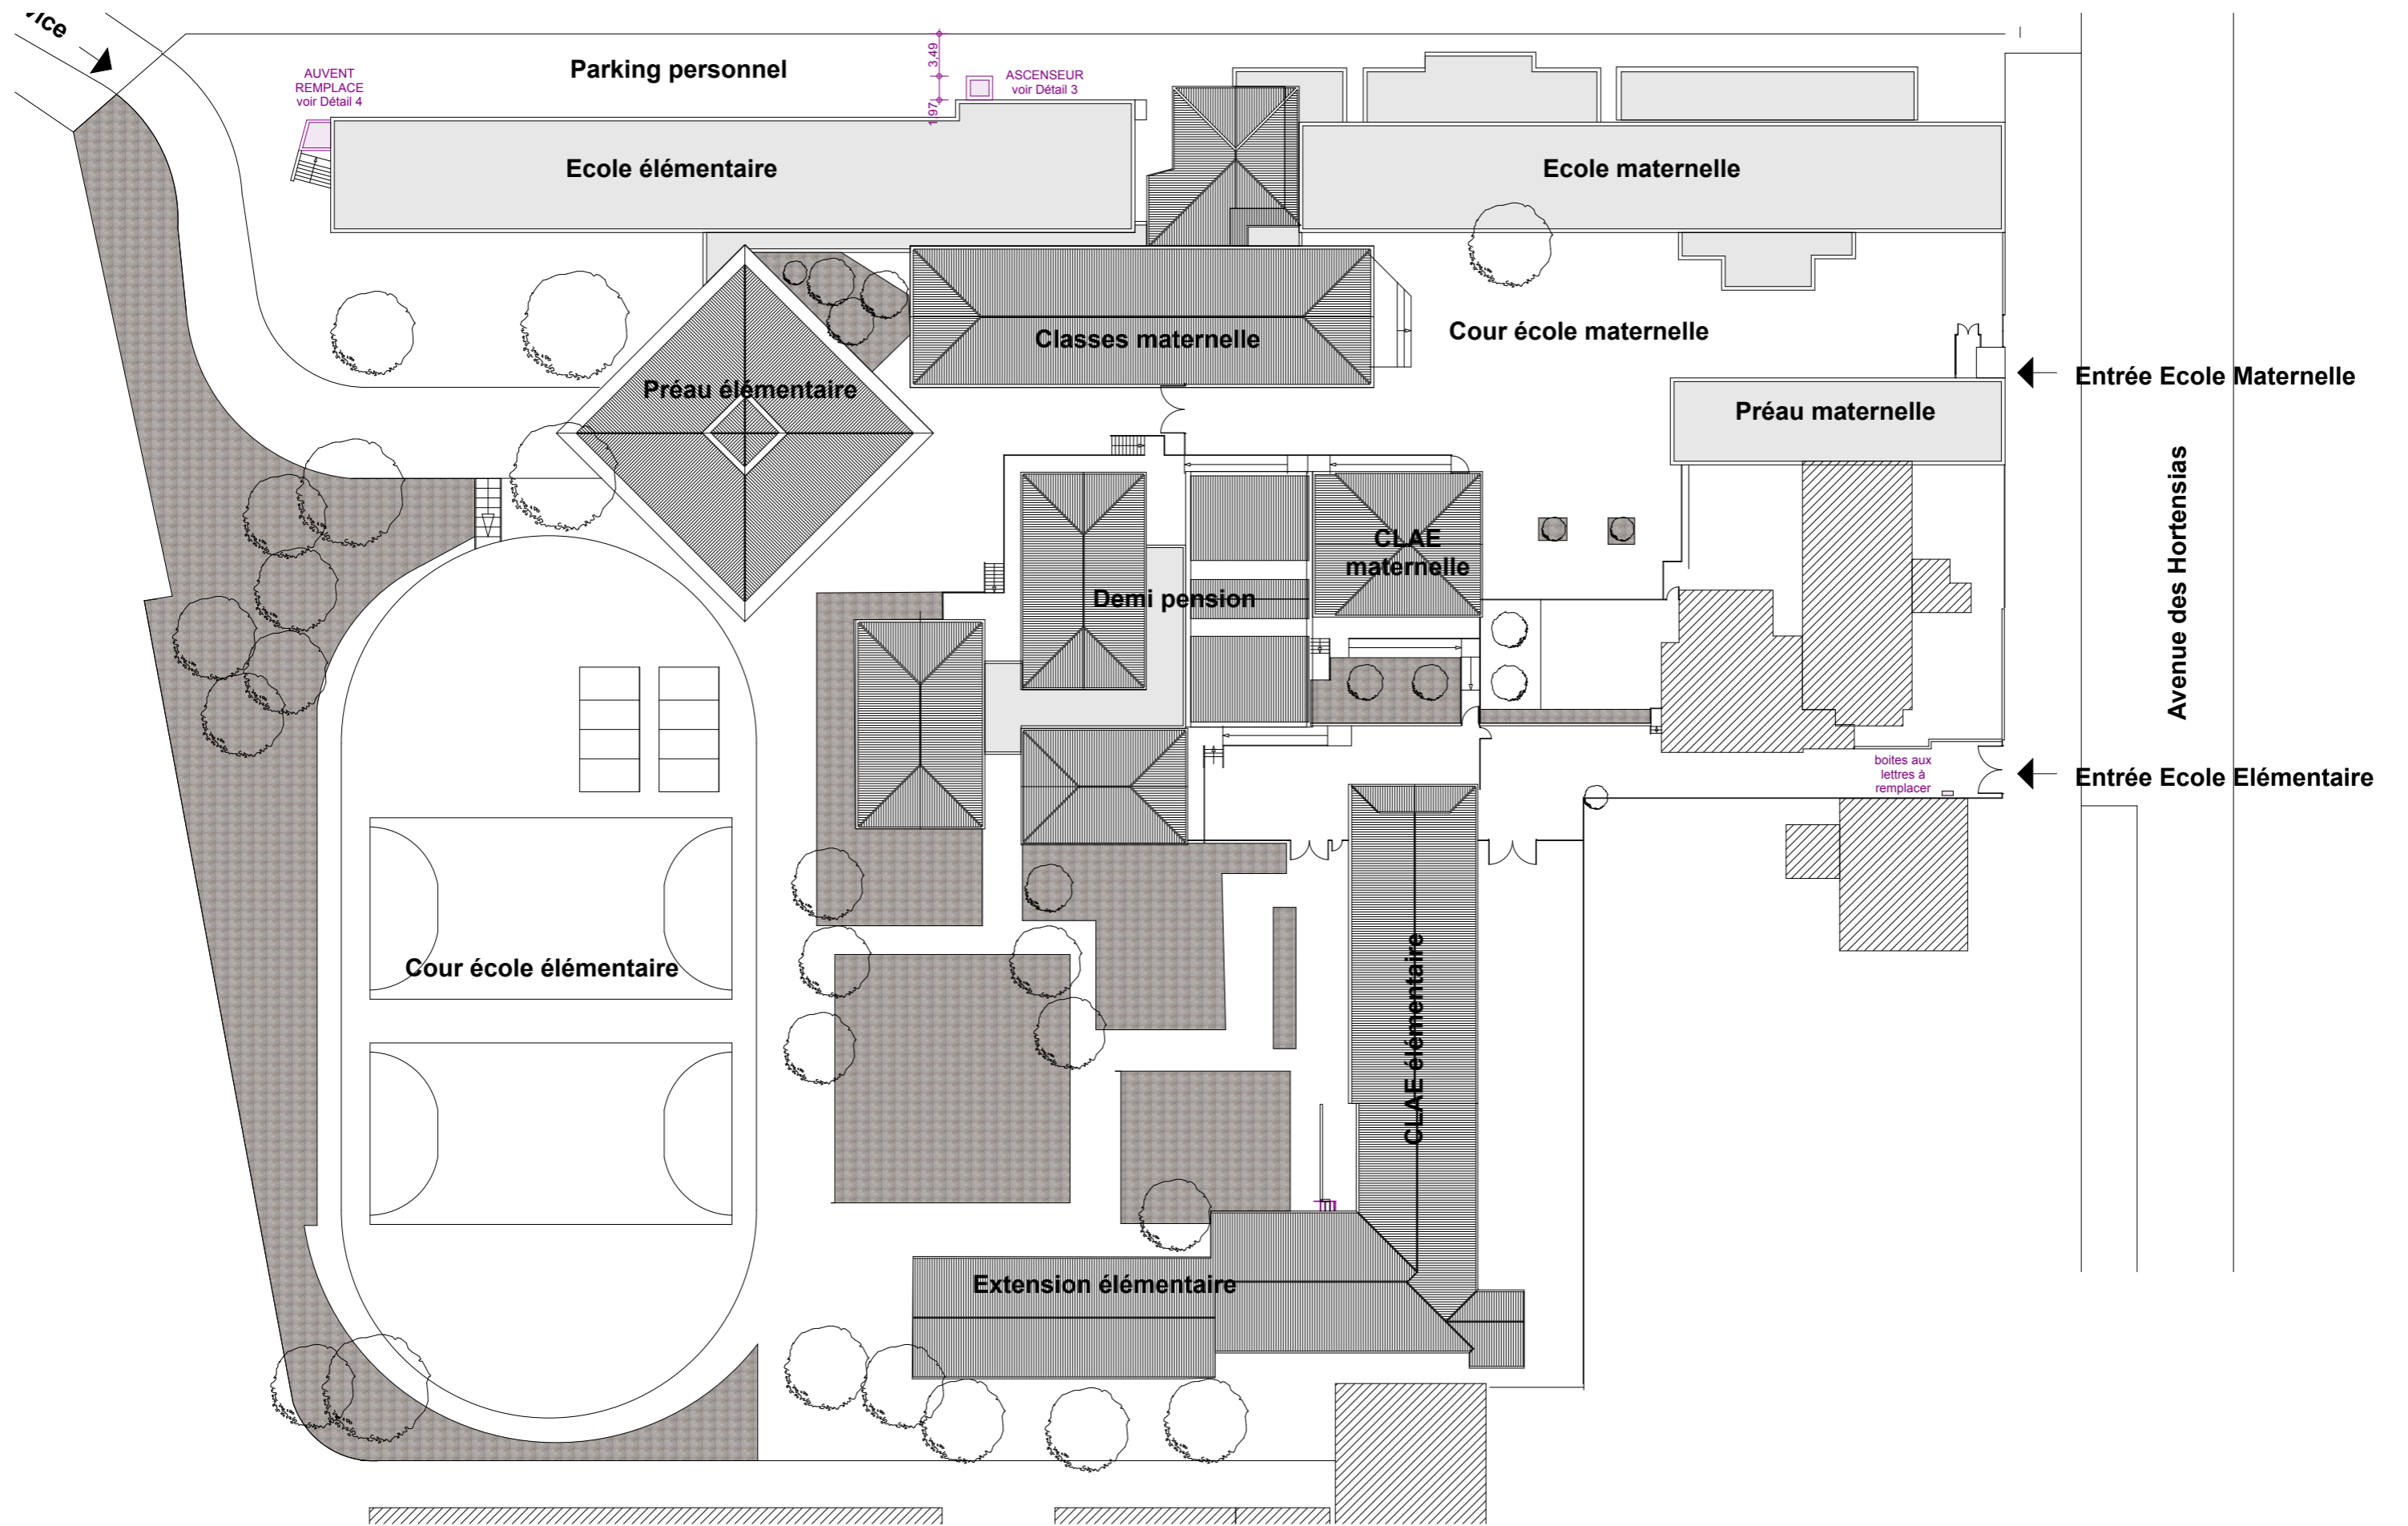 Parking personnel
3,49
1,97
AUVENT
REMPLACE
voir Détail 4
ASCENSEUR
voir Détail 3
Ecole élémentaire
Ecole maternelle
Classes maternelle
Cour école maternelle
Préau élémentaire
Entrée Ecole Maternelle
Préau maternelle
Avenue des Hortensias
CLAE
maternelle
Demi pension
boites aux
lettres à
remplacer
Entrée Ecole Elémentaire
Cour école élémentaire
CLAE élémentaire
Extension élémentaire